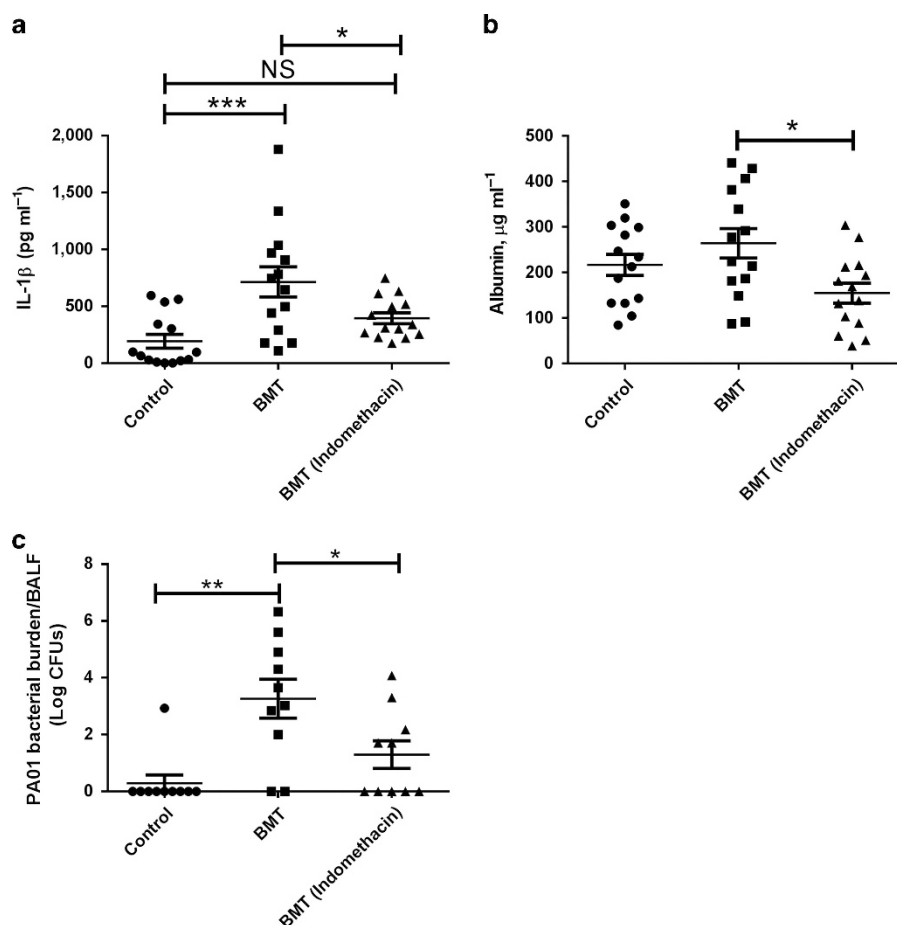 a
*
NS
***
2,000
1,500
1,000
500
0
IL-1β (pg ml⁻¹)
Control
BMT
BMT (Indomethacin)
b
*
500
400
300
200
100
0
Albumin, μg ml⁻¹
Control
BMT
BMT (Indomethacin)
c
*
**
8
6
4
2
0
PA01 bacterial burden/BALF
(Log CFUs)
Control
BMT
BMT (Indomethacin)